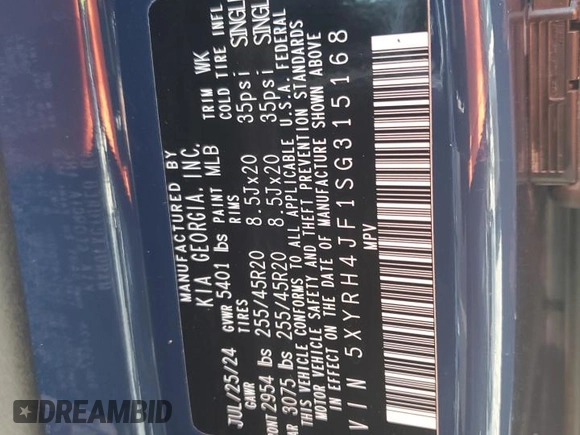 MANUFACTURED BY
KIA GEORGIA, INC.
JUL/25/24 GVWR 5401 lbs PAINT MLB TRIM WK
GAWR TIRES RIMS COLD TIRE INFL
2954 lbs 255/45R20 8.5Jx20 35psi
3075 lbs 255/45R20 8.5Jx20 35psi
THIS VEHICLE CONFORMS TO ALL APPLICABLE U.S.A. FEDERAL
MOTOR VEHICLE SAFETY AND THEFT PREVENTION STANDARDS
IN EFFECT ON THE DATE OF MANUFACTURE SHOWN ABOVE
VIN 5XYRH4JF1SG315168
MPV
DREAMBID